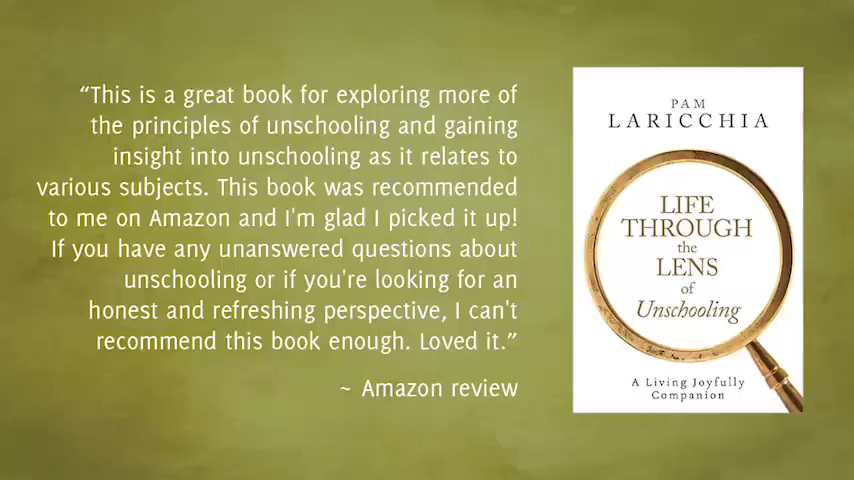 “This is a great book for exploring more of
the principles of unschooling and gaining
insight into unschooling as it relates to
various subjects. This book was recommended
to me on Amazon and I'm glad I picked it up!
If you have any unanswered questions about
unschooling or if you're looking for an
honest and refreshing perspective, I can't
recommend this book enough. Loved it.”
~ Amazon review
PAM
LARICCHIA
LIFE
THROUGH
the
LENS
of
Unschooling
A Living Joyfully
Companion